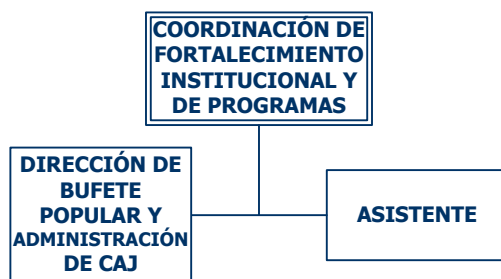 COORDINACIÓN DE
FORTALECIMIENTO
INSTITUCIONAL Y
DE PROGRAMAS
DIRECCIÓN DE
BUFETE
POPULAR Y
ADMINISTRACIÓN
DE CAJ
ASISTENTE